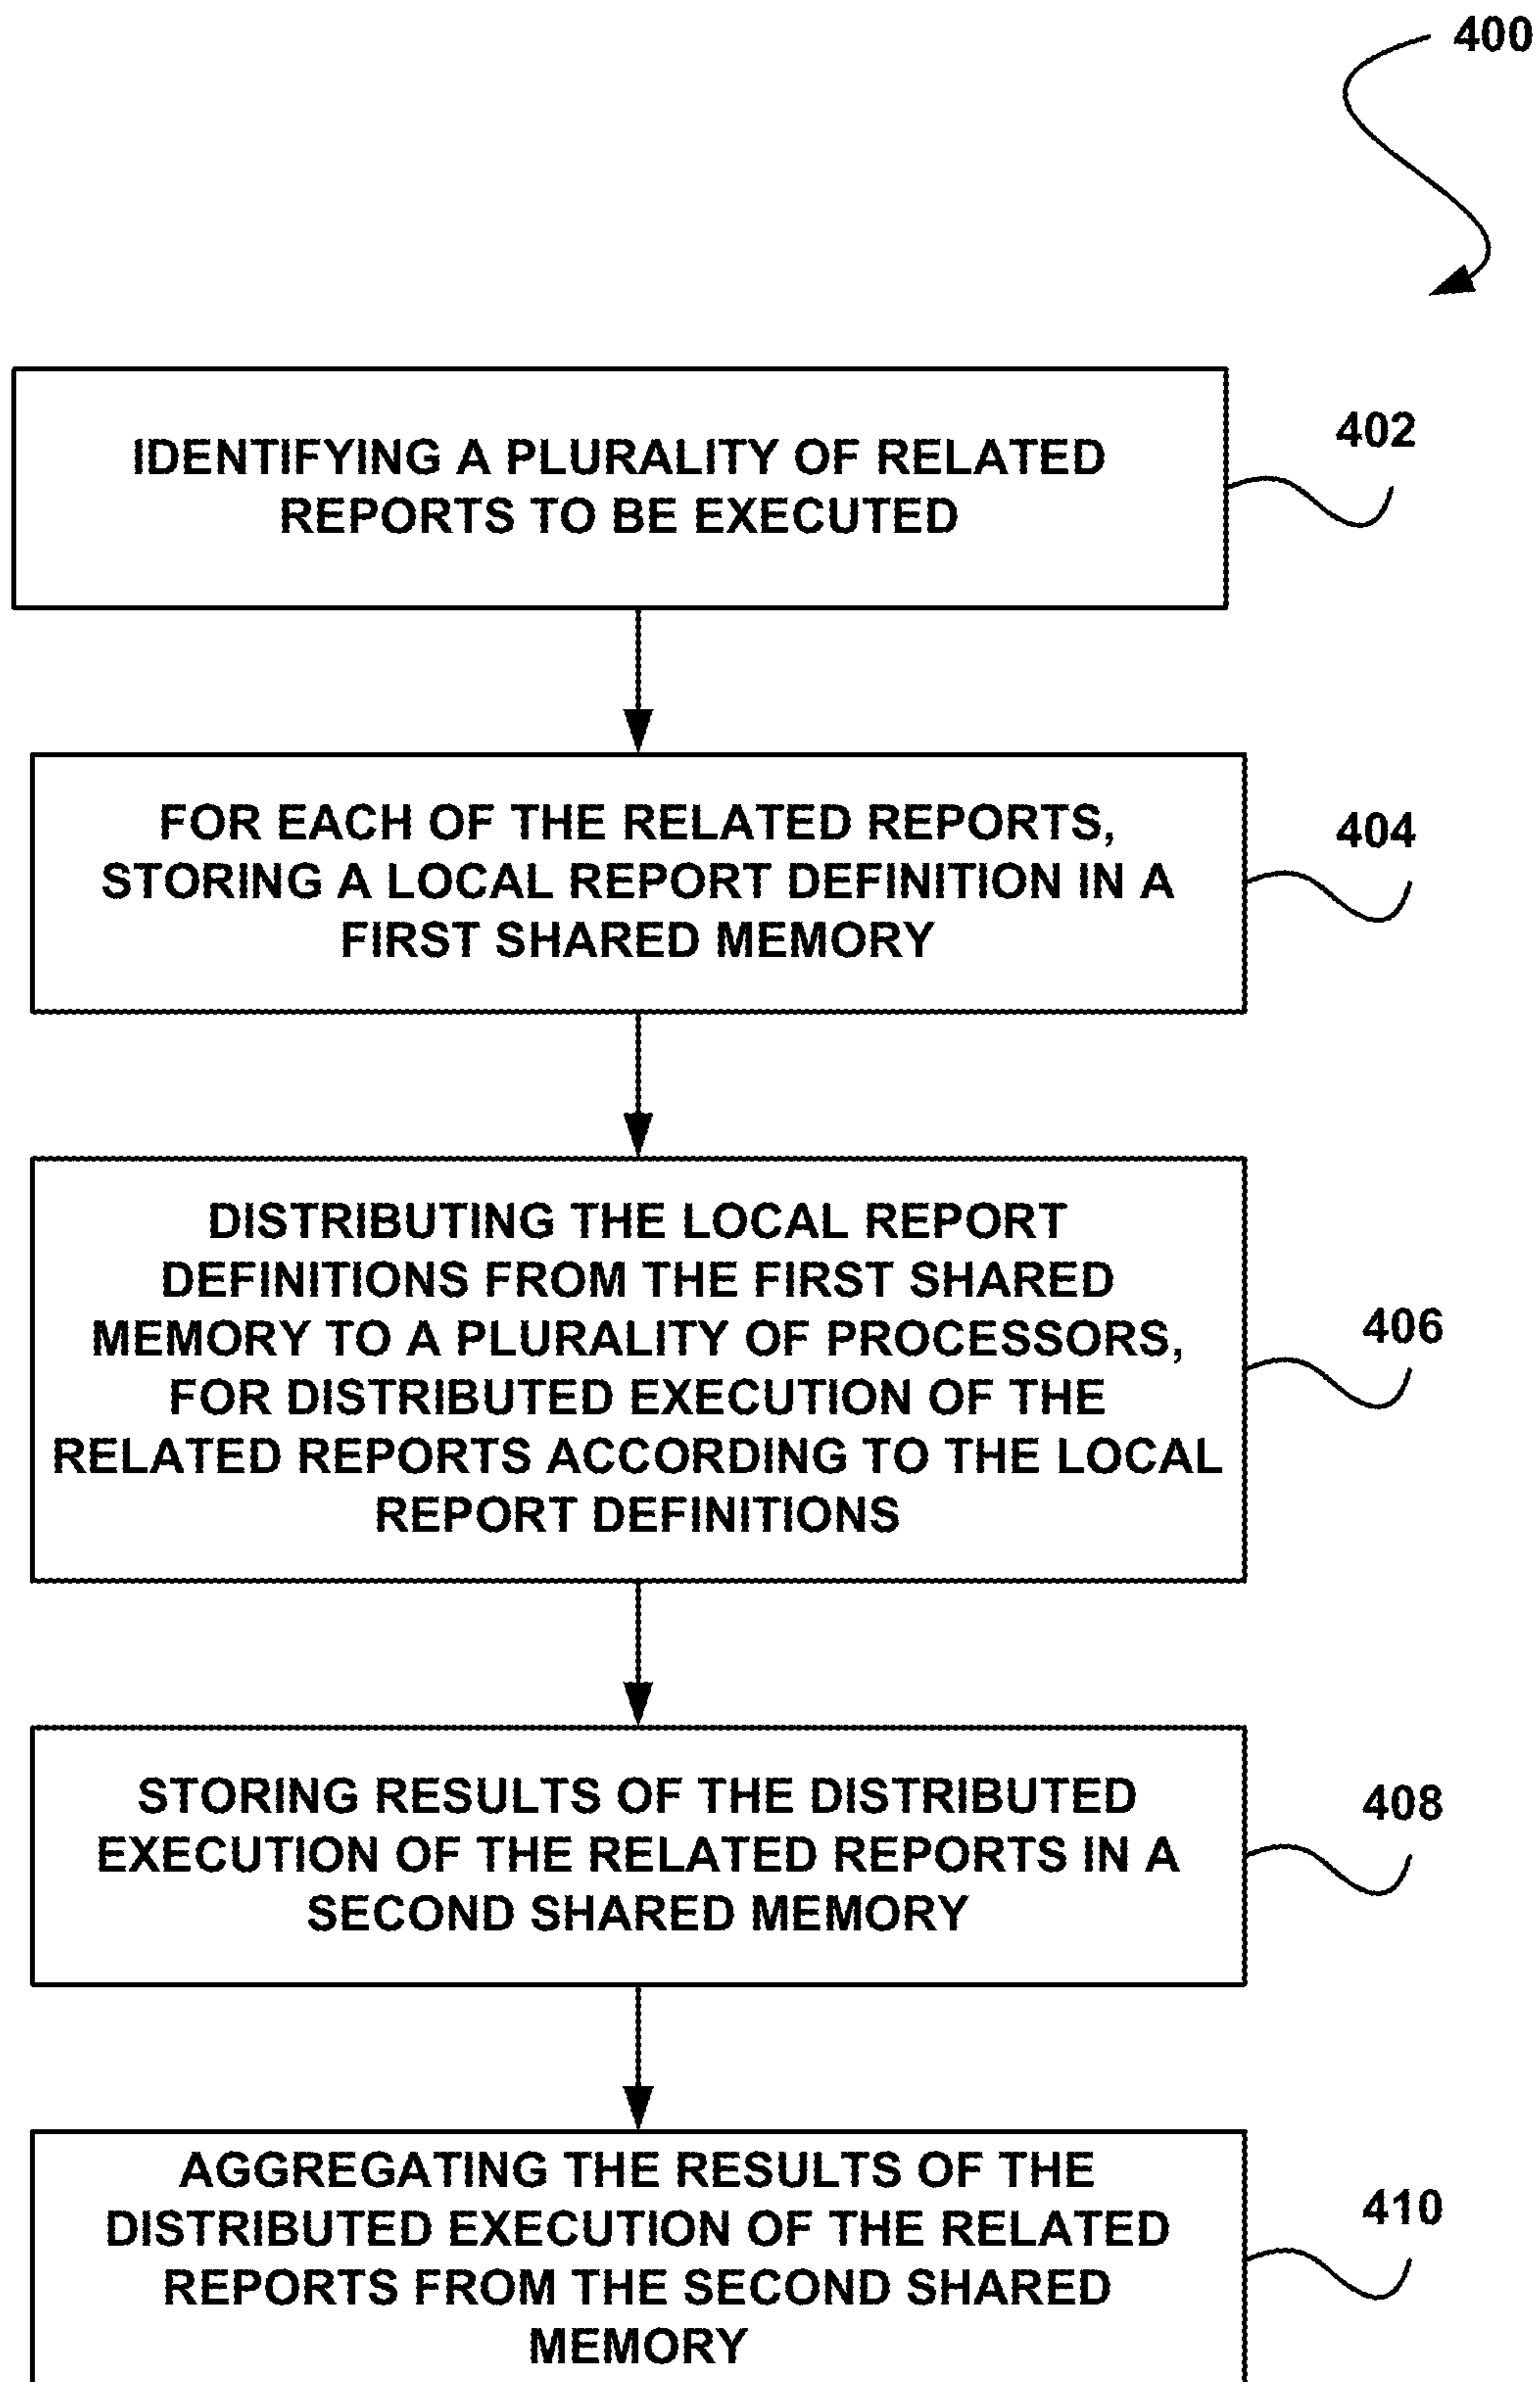 400
IDENTIFYING A PLURALITY OF RELATED
REPORTS TO BE EXECUTED
402
FOR EACH OF THE RELATED REPORTS,
STORING A LOCAL REPORT DEFINITION IN A
FIRST SHARED MEMORY
404
DISTRIBUTING THE LOCAL REPORT
DEFINITIONS FROM THE FIRST SHARED
MEMORY TO A PLURALITY OF PROCESSORS,
FOR DISTRIBUTED EXECUTION OF THE
RELATED REPORTS ACCORDING TO THE LOCAL
REPORT DEFINITIONS
406
STORING RESULTS OF THE DISTRIBUTED
EXECUTION OF THE RELATED REPORTS IN A
SECOND SHARED MEMORY
408
AGGREGATING THE RESULTS OF THE
DISTRIBUTED EXECUTION OF THE RELATED
REPORTS FROM THE SECOND SHARED
MEMORY
410